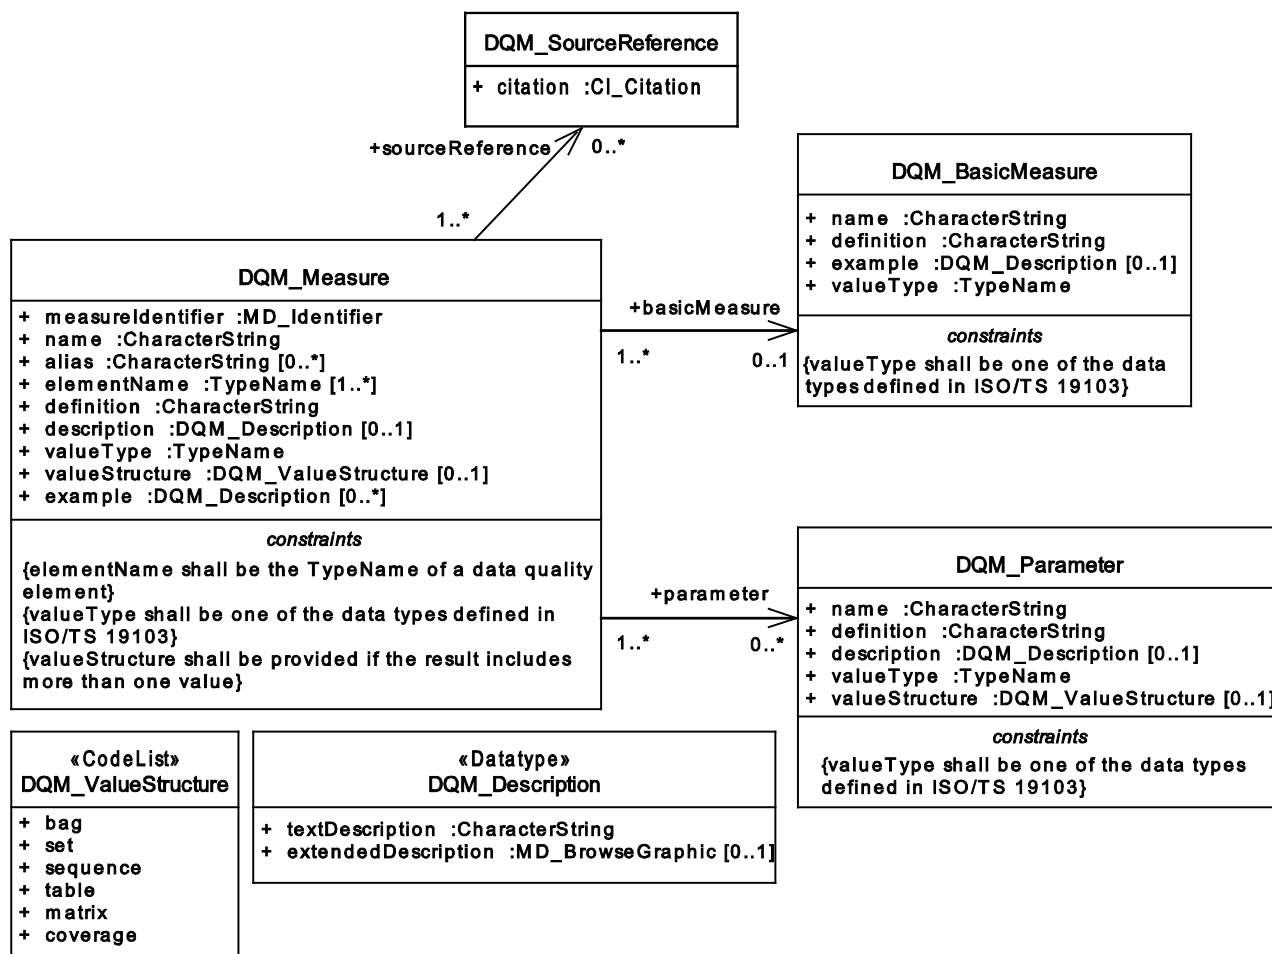 DQM_SourceReference
+ citation :CI_Citation
+sourceReference
0..*
1..*
DQM_Measure
+ measureIdentifier :MD_Identifier
+ name :CharacterString
+ alias :CharacterString [0..*]
+ elementName :TypeName [1..*]
+ definition :CharacterString
+ description :DQM_Description [0..1]
+ valueType :TypeName
+ valueStructure :DQM_ValueStructure [0..1]
+ example :DQM_Description [0..*]
constraints
{elementName shall be the TypeName of a data quality
element}
{valueType shall be one of the data types defined in
ISO/TS 19103}
{valueStructure shall be provided if the result includes
more than one value}
+basicMeasure
1..*
0..1
DQM_BasicMeasure
+ name :CharacterString
+ definition :CharacterString
+ example :DQM_Description [0..1]
+ valueType :TypeName
constraints
{valueType shall be one of the data
types defined in ISO/TS 19103}
+parameter
1..*
0..*
DQM_Parameter
+ name :CharacterString
+ definition :CharacterString
+ description :DQM_Description [0..1]
+ valueType :TypeName
+ valueStructure :DQM_ValueStructure [0..1]
constraints
{valueType shall be one of the data types
defined in ISO/TS 19103}
«CodeList»
DQM_ValueStructure
+ bag
+ set
+ sequence
+ table
+ matrix
+ coverage
«Datatype»
DQM_Description
+ textDescription :CharacterString
+ extendedDescription :MD_BrowseGraphic [0..1]